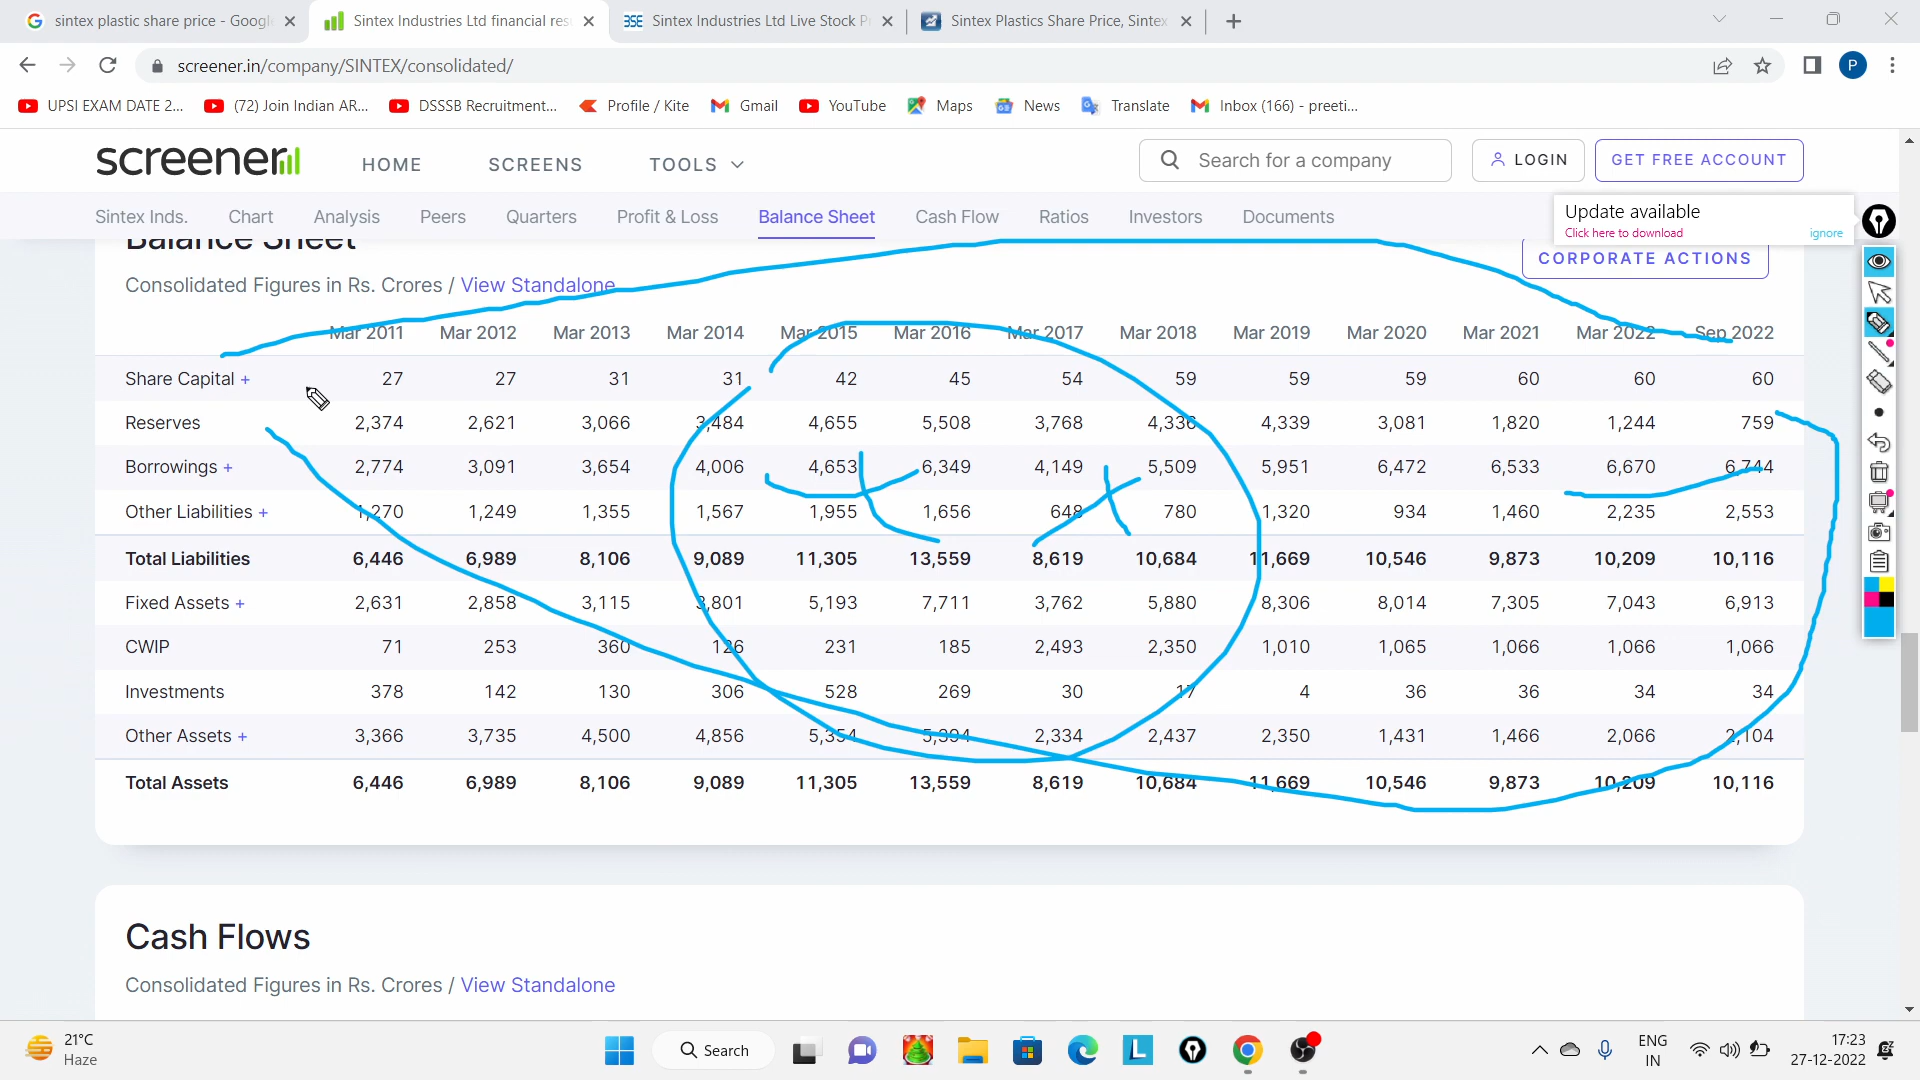 sintex plastic share price - Googl
Sintex Industries Ltd financial res
BSE Sintex Industries Ltd Live Stock P
Sintex Plastics Share Price, Sintex
screener.in/company/SINTEX/consolidated/
P
UPSI EXAM DATE 2... (72) Join Indian AR... DSSSB Recruitment... Profile / Kite Gmail YouTube Maps News Translate Inbox (166) - preeti...
screener HOME SCREENS TOOLS Search for a company LOGIN GET FREE ACCOUNT
Sintex Inds. Chart Analysis Peers Quarters Profit & Loss Balance Sheet Cash Flow Ratios Investors Documents
Update available
Click here to download ignore
Balance Sheet
CORPORATE ACTIONS
Consolidated Figures in Rs. Crores / View Standalone
Mar 2011 Mar 2012 Mar 2013 Mar 2014 Mar 2015 Mar 2016 Mar 2017 Mar 2018 Mar 2019 Mar 2020 Mar 2021 Mar 2022 Sep 2022
Share Capital + 27 27 31 31 42 45 54 59 59 59 60 60 60
Reserves 2,374 2,621 3,066 3,484 4,655 5,508 3,768 4,336 4,339 3,081 1,820 1,244 759
Borrowings + 2,774 3,091 3,654 4,006 4,653 6,349 4,149 5,509 5,951 6,472 6,533 6,670 6,744
Other Liabilities + 1,270 1,249 1,355 1,567 1,955 1,656 648 780 1,320 934 1,460 2,235 2,553
Total Liabilities 6,446 6,989 8,106 9,089 11,305 13,559 8,619 10,684 11,669 10,546 9,873 10,209 10,116
Fixed Assets + 2,631 2,858 3,115 3,801 5,193 7,711 3,762 5,880 8,306 8,014 7,305 7,043 6,913
CWIP 71 253 360 126 231 185 2,493 2,350 1,010 1,065 1,066 1,066 1,066
Investments 378 142 130 306 528 269 30 17 4 36 36 34 34
Other Assets + 3,366 3,735 4,500 4,856 5,354 5,394 2,334 2,437 2,350 1,431 1,466 2,066 2,104
Total Assets 6,446 6,989 8,106 9,089 11,305 13,559 8,619 10,684 11,669 10,546 9,873 10,209 10,116
Cash Flows
Consolidated Figures in Rs. Crores / View Standalone
21°C
Haze
Search
L
ENG
IN
17:23
27-12-2022